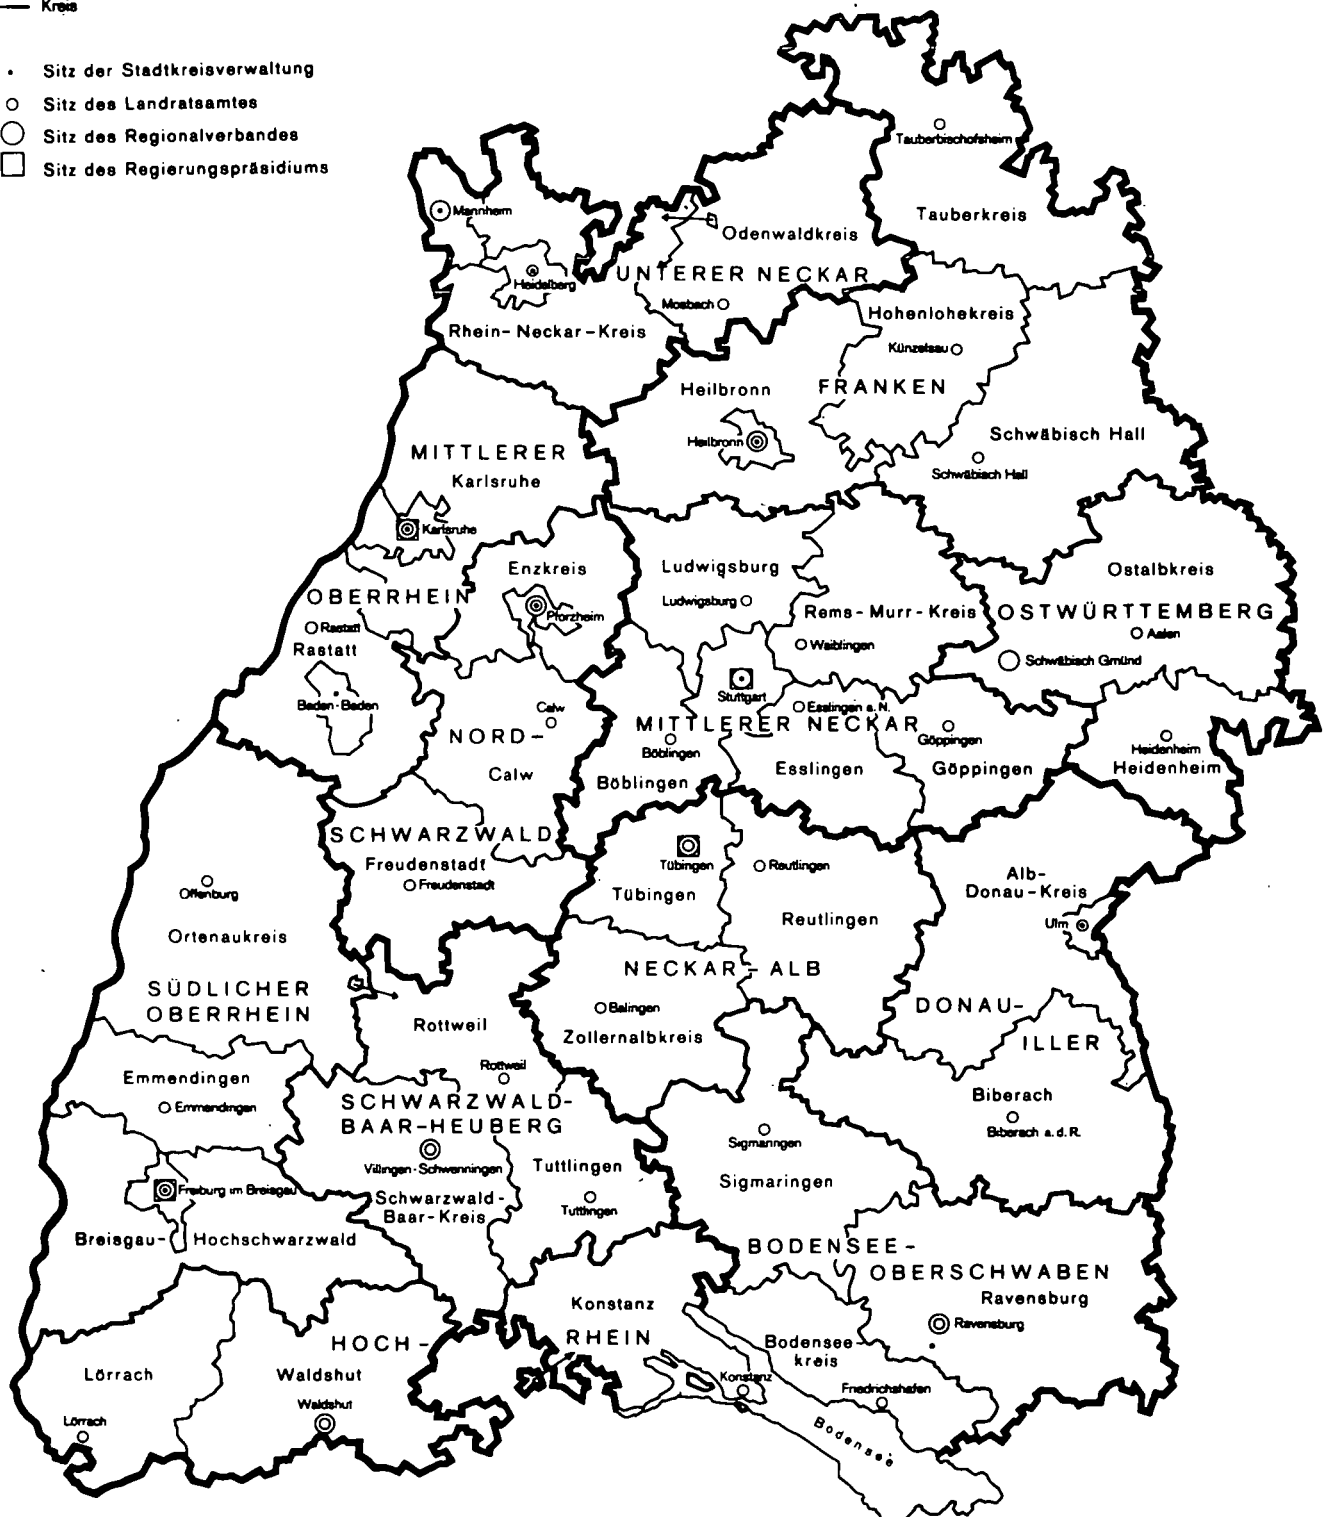 Kreis
Sitz der Stadtkreisverwaltung
Sitz des Landratsamtes
Sitz des Regionalverbandes
Sitz des Regierungspräsidiums
Tauberbischofsheim
Tauberkreis
Mannheim
Odenwaldkreis
Heidelberg
UNTERER NECKAR
Mosbach
Hohenlohekreis
Rhein-Neckar-Kreis
Künzelsau
Heilbronn
FRANKEN
Heilbronn
Schwäbisch Hall
Schwäbisch Hall
MITTLERER
Karlsruhe
Karlsruhe
Enzkreis
Ludwigsburg
Ostalbkreis
OBERRHEIN
Ludwigsburg
Pforzheim
Rems-Murr-Kreis
OSTWÜRTTEMBERG
Rastatt
Rastatt
Waiblingen
Aalen
Schwäbisch Gmünd
Baden-Baden
Stuttgart
Calw
Esslingen a. N.
MITTLERER NECKAR
NORD-
Böblingen
Göppingen
Heidenheim
Calw
Böblingen
Esslingen
Göppingen
Heidenheim
SCHWARZWALD
Freudenstadt
Freudenstadt
Tübingen
Reutlingen
Tübingen
Alb-
Donau-Kreis
Offenburg
Reutlingen
Ulm
Ortenaukreis
NECKAR-ALB
SÜDLICHER
OBERRHEIN
Balingen
DONAU-
Rottweil
Zollernalbkreis
ILLER
Emmendingen
Rottweil
Emmendingen
SCHWARZWALD-
BAAR-HEUBERG
Biberach
Biberach a.d.R.
Sigmaringen
Villingen-Schwenningen
Tuttlingen
Sigmaringen
Freiburg im Breisgau
Schwarzwald-
Baar-Kreis
Tuttlingen
Breisgau-Hochschwarzwald
BODENSEE-
OBERSCHWABEN
Ravensburg
Konstanz
Ravensburg
HOCH-
RHEIN
Bodensee-
kreis
Lörrach
Waldshut
Konstanz
Friedrichshafen
Waldshut
Lörrach
Bodensee